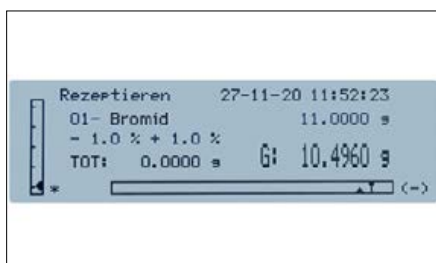 Rezeptieren 27-11-20 11:52:23
01- Bromid 11.0000 g
- 1.0 % + 1.0 %
TOT: 0.0000 g G: 10.4960 g
* (-)